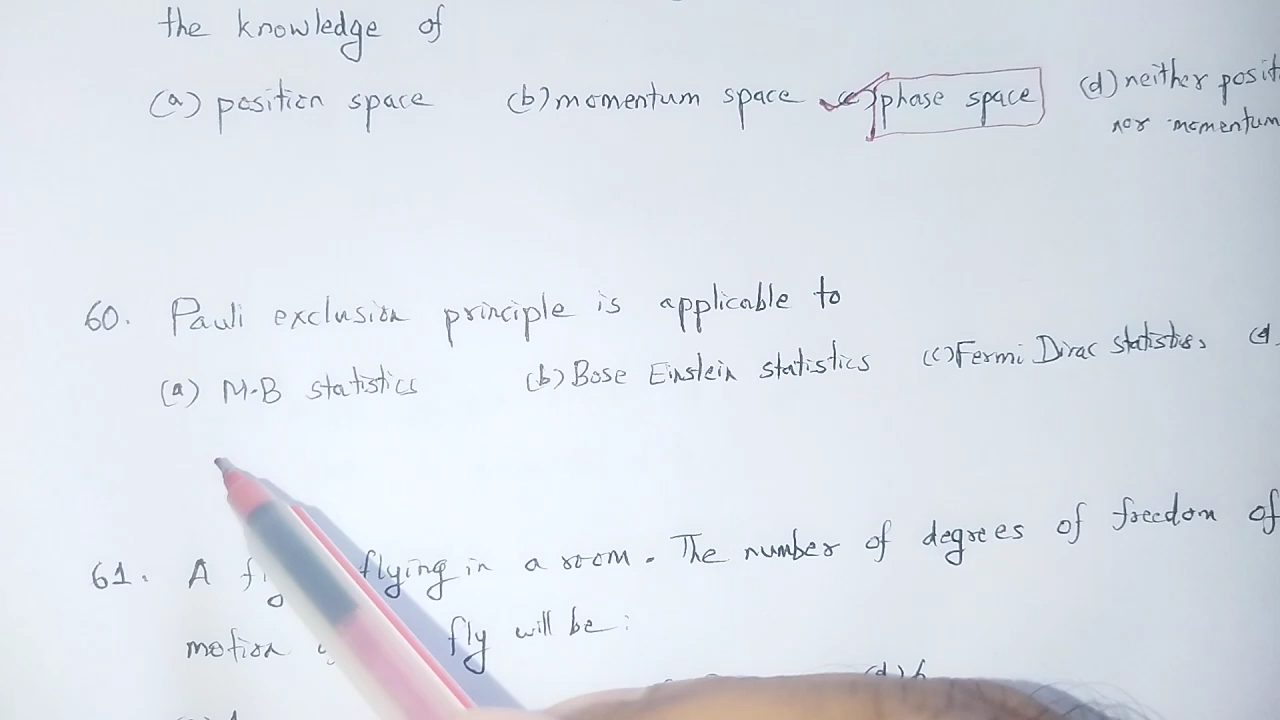 the knowledge of
(a) position space (b) momentum space (c) phase space (d) neither posit
nor momentum
60. Pauli exclusion principle is applicable to
(a) M-B statistics (b) Bose Einstein statistics (c) Fermi Dirac statistics, (d.
61. A flying in a room. The number of degrees of freedom of
motion fly will be:
(d)